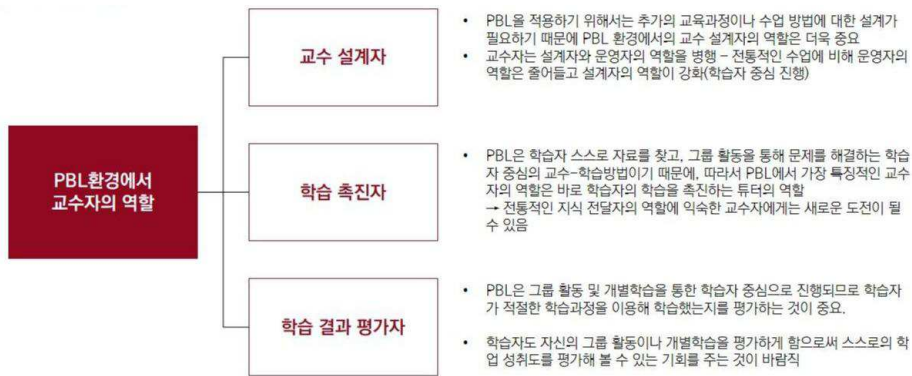 PBL환경에서
교수자의 역할
교수 설계자
• PBL을 적용하기 위해서는 추가의 교육과정이나 수업 방법에 대한 설계가
필요하기 때문에 PBL 환경에서의 교수 설계자의 역할은 더욱 중요
• 교수자는 설계자와 운영자의 역할을 병행 – 전통적인 수업에 비해 운영자의
역할은 줄어들고 설계자의 역할이 강화(학습자 중심 진행)
학습 촉진자
• PBL은 학습자 스스로 자료를 찾고, 그룹 활동을 통해 문제를 해결하는 학습
자 중심의 교수-학습방법이기 때문에, 따라서 PBL에서 가장 특징적인 교수
자의 역할은 바로 학습자의 학습을 촉진하는 튜터의 역할
→ 전통적인 지식 전달자의 역할에 익숙한 교수자에게는 새로운 도전이 될
수 있음
학습 결과 평가자
• PBL은 그룹 활동 및 개별학습을 통한 학습자 중심으로 진행되므로 학습자
가 적절한 학습과정을 이용해 학습했는지를 평가하는 것이 중요.
• 학습자도 자신의 그룹 활동이나 개별학습을 평가하게 함으로써 스스로의 학
업 성취도를 평가해 볼 수 있는 기회를 주는 것이 바람직